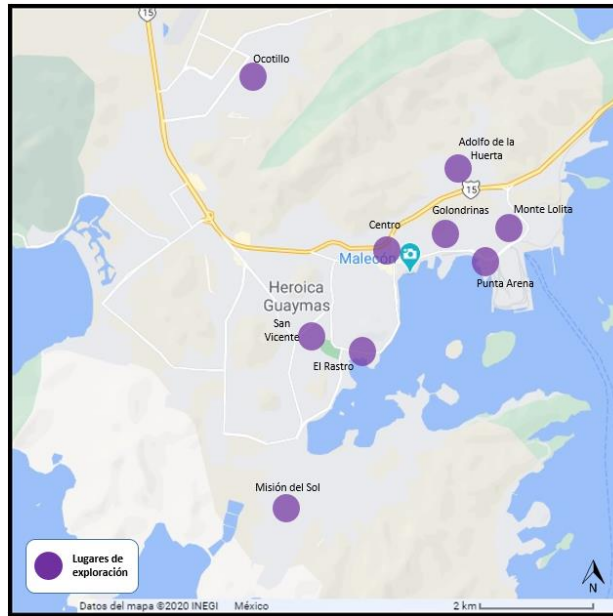 15
Ocotillo
Adolfo de la
Huerta
15
Golondrinas
Monte Lolita
Centro
Malecón
Punta Arena
Heroica
Guaymas
San
Vicente
El Rastro
Misión del Sol
Lugares de
exploración
N
Datos del mapa ©2020 INEGI México 2 km